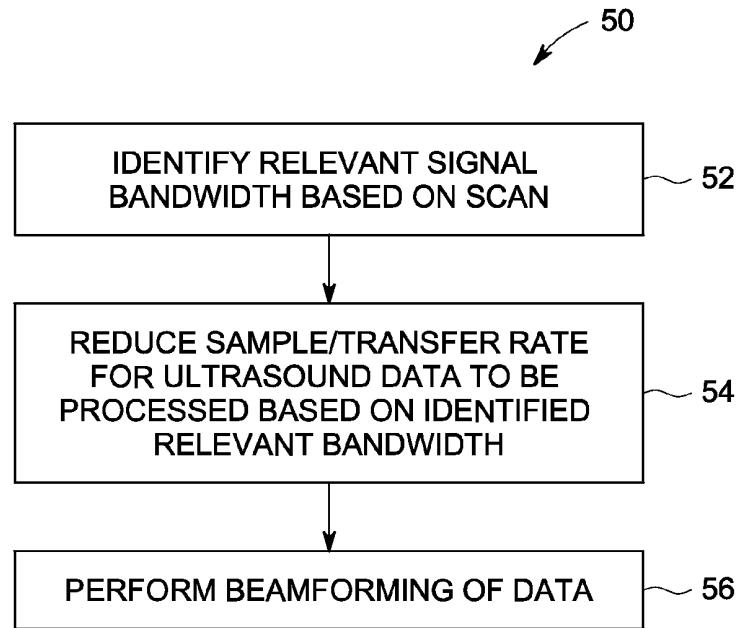 50
IDENTIFY RELEVANT SIGNAL
BANDWIDTH BASED ON SCAN
52
REDUCE SAMPLE/TRANSFER RATE
FOR ULTRASOUND DATA TO BE
PROCESSED BASED ON IDENTIFIED
RELEVANT BANDWIDTH
54
PERFORM BEAMFORMING OF DATA
56